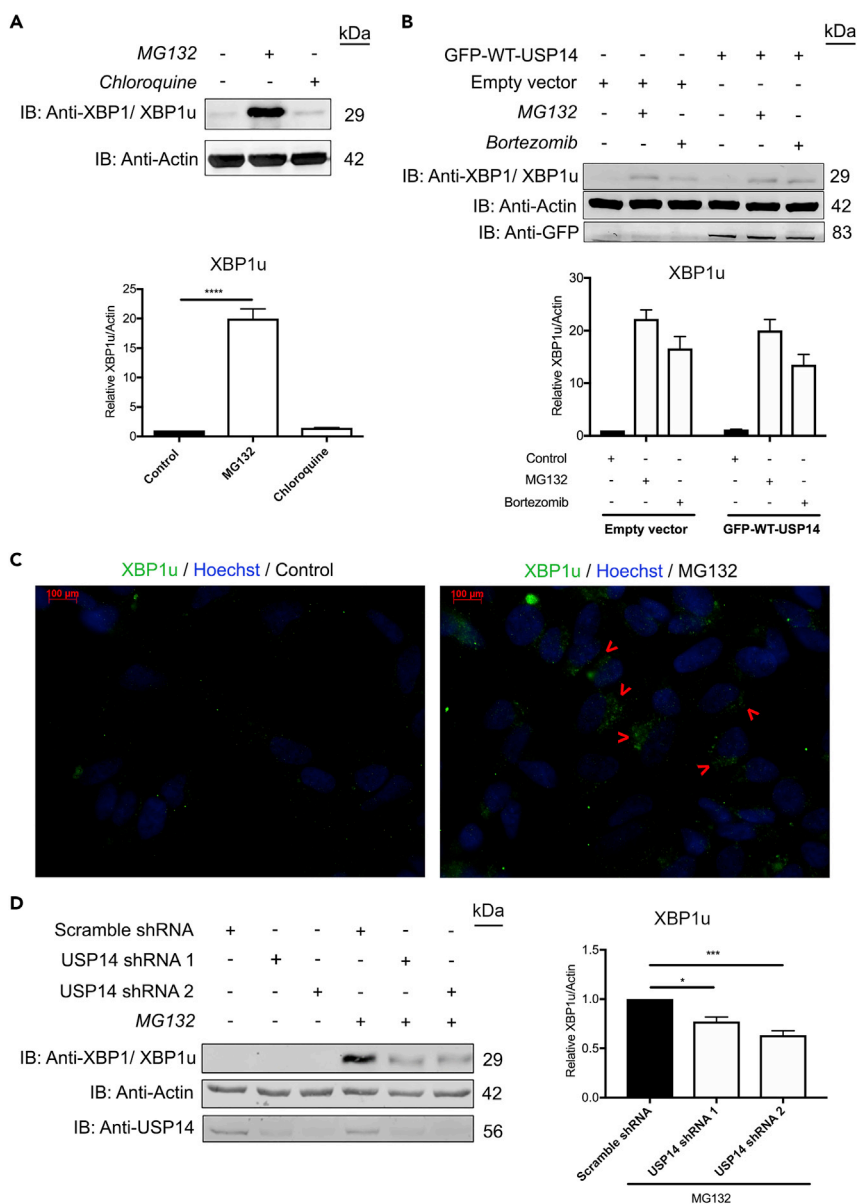 A
kDa
MG132 - + -
Chloroquine - - +
IB: Anti-XBP1/ XBP1u 29
IB: Anti-Actin 42
XBP1u
Relative XBP1u/Actin
25
20
15
10
5
0
****
Control
MG132
Chloroquine
B
kDa
GFP-WT-USP14 - - - + + +
Empty vector + + + - - -
MG132 - + - - + -
Bortezomib - - + - - +
IB: Anti-XBP1/ XBP1u 29
IB: Anti-Actin 42
IB: Anti-GFP 83
XBP1u
Relative XBP1u/Actin
30
20
10
0
Control + - - + - -
MG132 - + - - + -
Bortezomib - - + - - +
Empty vector GFP-WT-USP14
C
XBP1u / Hoechst / Control
100 µm
XBP1u / Hoechst / MG132
100 µm
D
kDa
Scramble shRNA + - - + - -
USP14 shRNA 1 - + - - + -
USP14 shRNA 2 - - + - - +
MG132 - - - + + +
IB: Anti-XBP1/ XBP1u 29
IB: Anti-Actin 42
IB: Anti-USP14 56
XBP1u
Relative XBP1u/Actin
1.5
1.0
0.5
0.0
***
*
Scramble shRNA
USP14 shRNA 1
USP14 shRNA 2
MG132